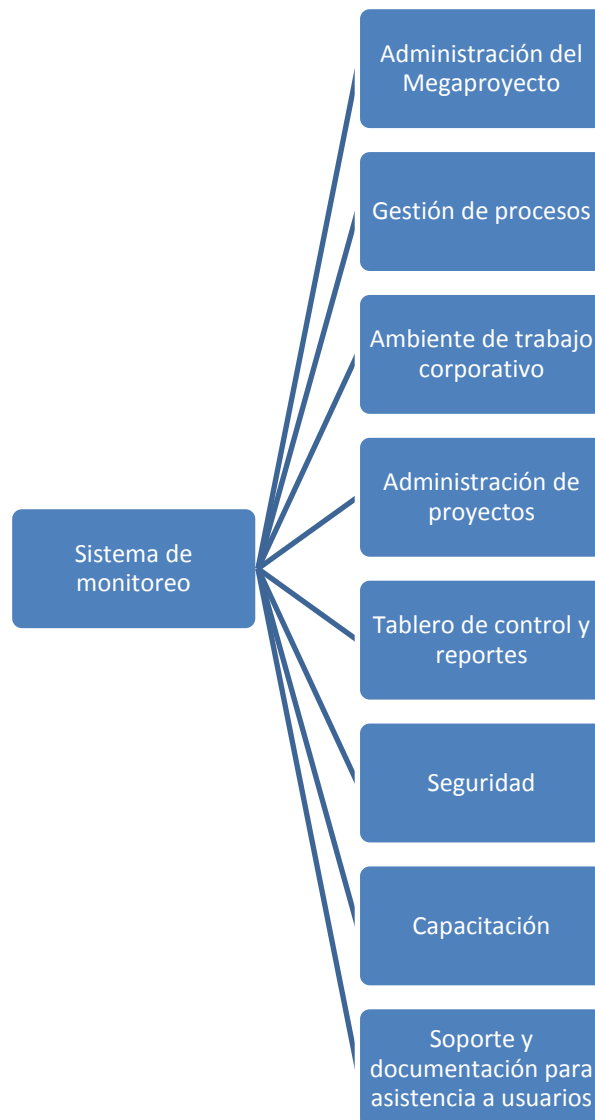 Administración del
Megaproyecto
Gestión de procesos
Ambiente de trabajo
corporativo
Administración de
proyectos
Sistema de
monitoreo
Tablero de control y
reportes
Seguridad
Capacitación
Soporte y
documentación para
asistencia a usuarios